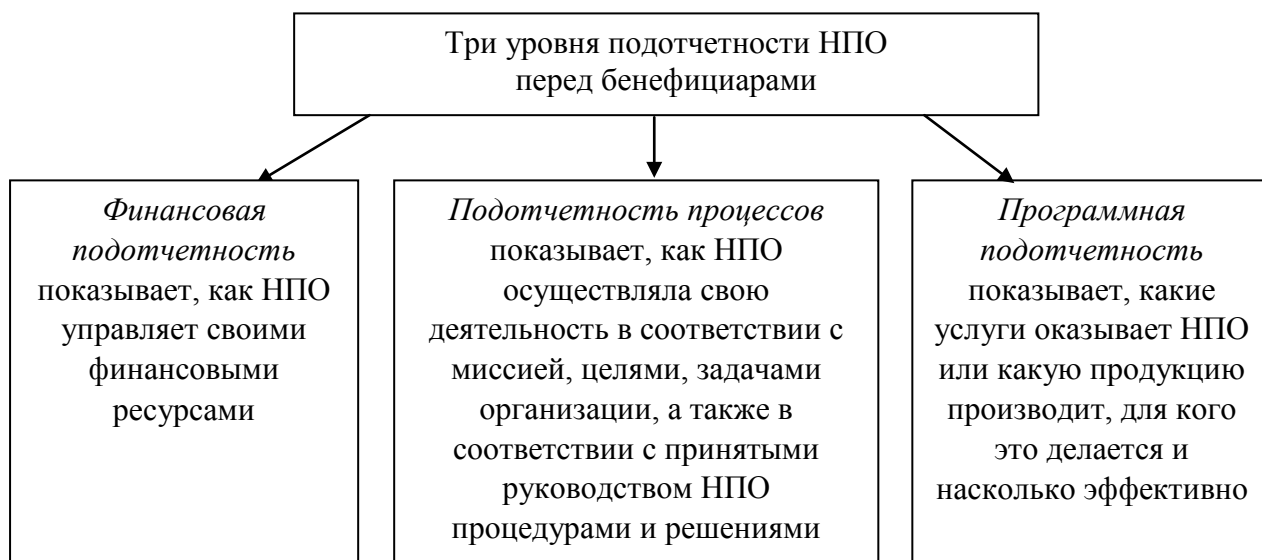 Три уровня подотчетности НПО
перед бенефициарами
Финансовая
подотчетность
показывает, как НПО
управляет своими
финансовыми
ресурсами
Подотчетность процессов
показывает, как НПО
осуществляла свою
деятельность в соответствии с
миссией, целями, задачами
организации, а также в
соответствии с принятыми
руководством НПО
процедурами и решениями
Программная
подотчетность
показывает, какие
услуги оказывает НПО
или какую продукцию
производит, для кого
это делается и
насколько эффективно